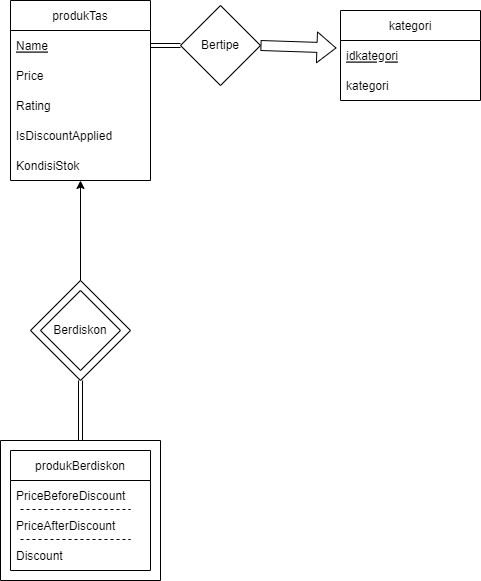 produkTas
Name
Price
Rating
IsDiscountApplied
KondisiStok
Bertipe
kategori
idkategori
kategori
Berdiskon
produkBerdiskon
PriceBeforeDiscount
PriceAfterDiscount
Discount